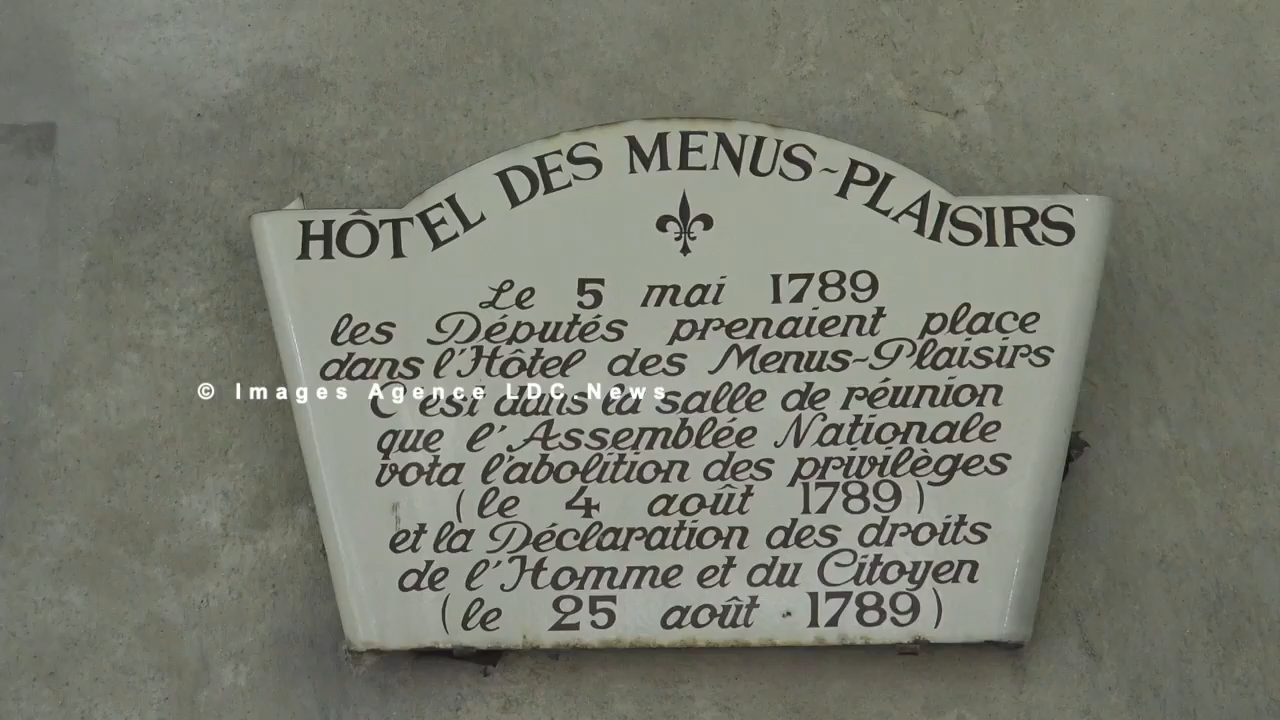 HÔTEL DES MENUS-PLAISIRS
Le 5 mai 1789
les Députés prenaient place
dans l'Hôtel des Menus-Plaisirs
© Images Agence LDC.News
C'est dans la salle de réunion
que l'Assemblée Nationale
vota l'abolition des privilèges
(le 4 août 1789)
et la Déclaration des droits
de l'Homme et du Citoyen
(le 25 août 1789)